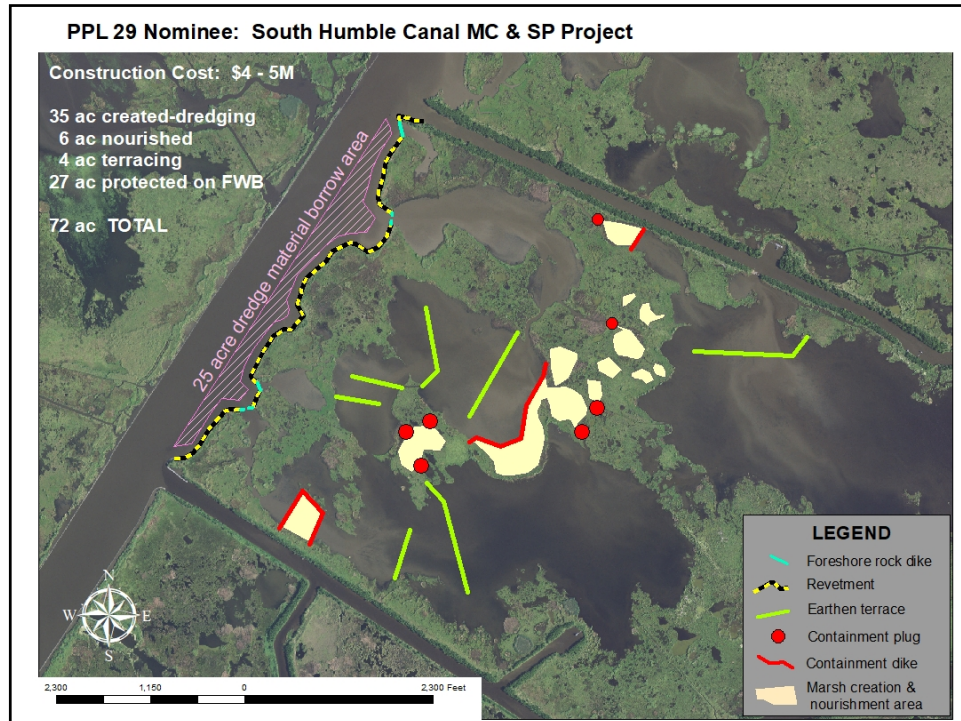 PPL 29 Nominee: South Humble Canal MC & SP Project
Construction Cost: $4 - 5M
35 ac created-dredging
6 ac nourished
4 ac terracing
27 ac protected on FWB
72 ac TOTAL
25 acre dredge material borrow area
LEGEND
Foreshore rock dike
Revetment
Earthen terrace
Containment plug
Containment dike
Marsh creation &
nourishment area
N
W E
S
2,300 1,150 0 2,300 Feet